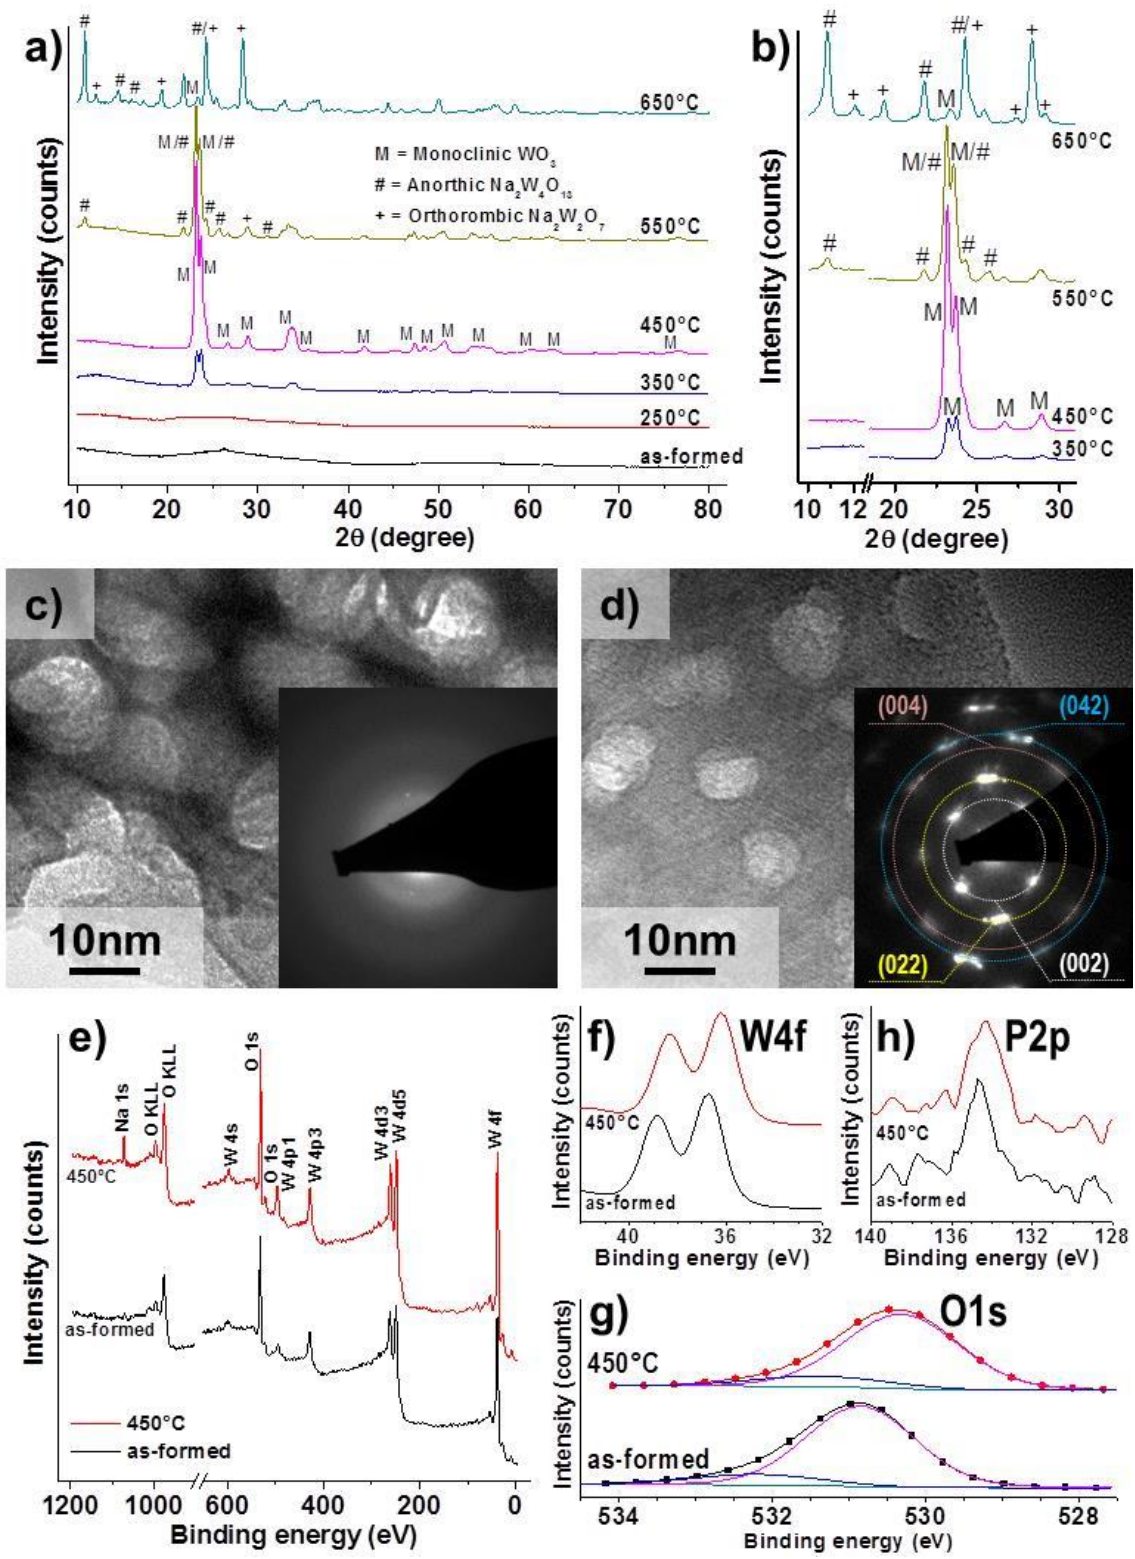 a)
#
#/+
+
+
#
#
+
M
650°C
M/#
M/#
M = Monoclinic WO3
# = Anorthic Na2W4O13
+ = Orthorombic Na2W2O7
#
#
#
#
+
#
550°C
M
M
450°C
M
M
M
M
M
M
M
M
M
M
M
M
350°C
250°C
as-formed
10
20
30
40
50
60
70
80
2θ (degree)
Intensity (counts)
b)
#
#/+
+
#
+
+
M
+
+
650°C
M/#
M/#
#
#
#
#
550°C
M
M
M
M
M
450°C
350°C
10
12
20
24
26
28
30
2θ (degree)
Intensity (counts)
c)
10nm
d)
10nm
(004)
(042)
(022)
(002)
e)
Na 1s
O KLL
O KLL
W 4s
O 1s
O 1s
W 4p1
W 4p3
W 4d3
W 4d5
W 4f
450°C
as-formed
450°C
as-formed
1200
1000
600
400
200
0
Binding energy (eV)
Intensity (counts)
f)
W4f
450°C
as-formed
40
36
32
Binding energy (eV)
Intensity (counts)
h)
P2p
450°C
as-formed
140
136
132
128
Binding energy (eV)
Intensity (counts)
g)
O1s
450°C
as-formed
534
532
530
528
Binding energy (eV)
Intensity (counts)